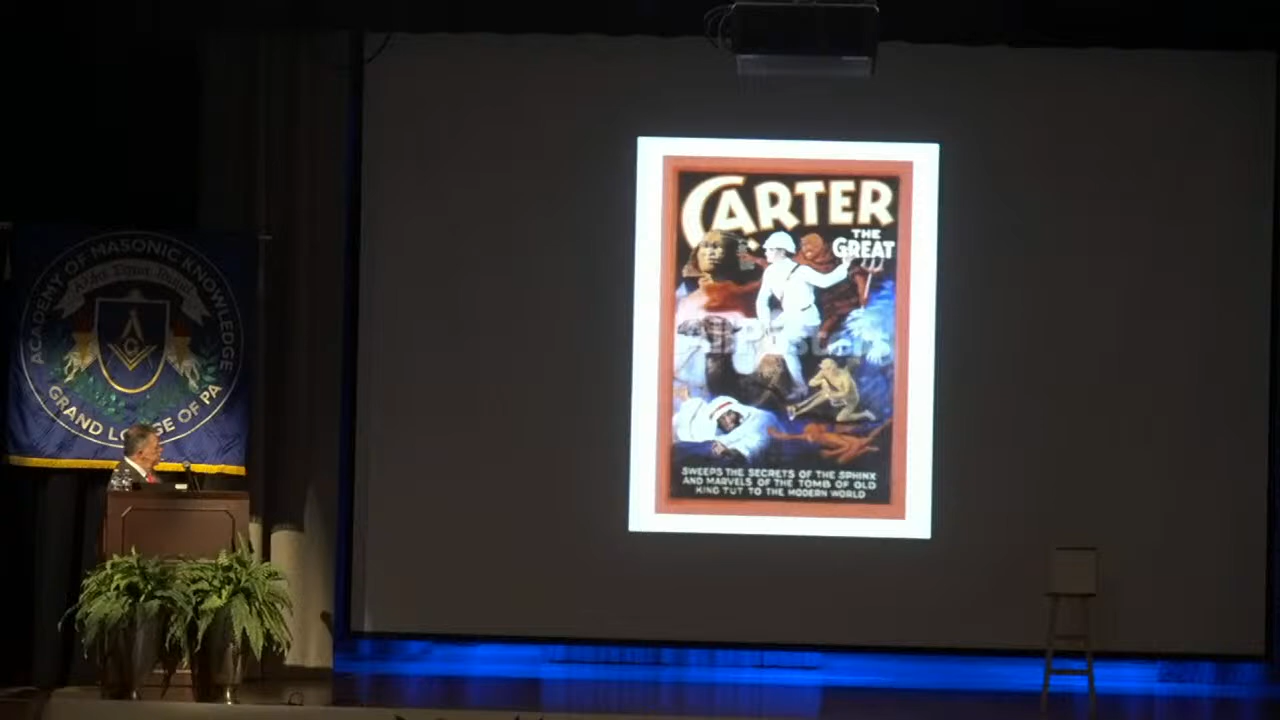 ACADEMY OF MASONIC KNOWLEDGE
G
GRAND LODGE OF PA
CARTER
THE
GREAT
AllPosters
SWEEPS THE SECRETS OF THE SPHINX
AND MARVELS OF THE TOMB OF OLD
KING TUT TO THE MODERN WORLD